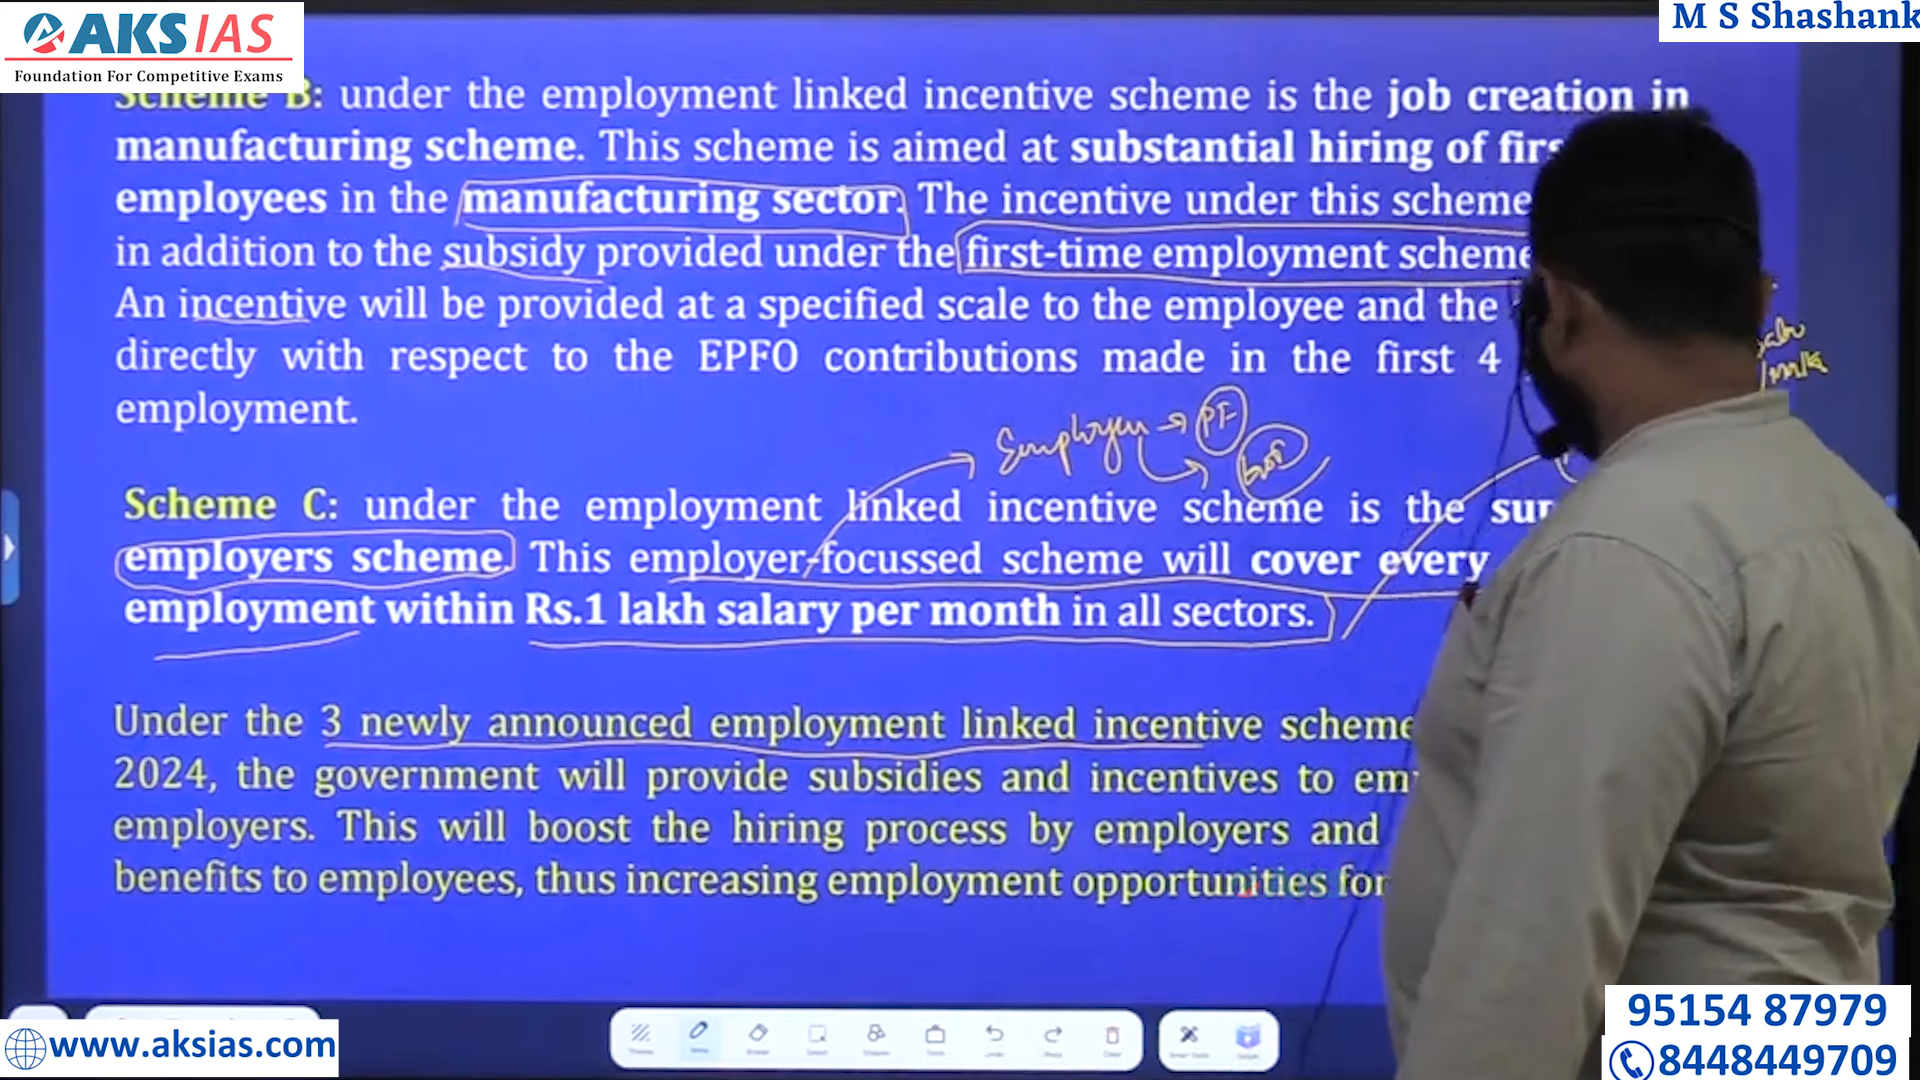 AKS IAS
Foundation For Competitive Exams
M S Shashank
Scheme B: under the employment linked incentive scheme is the job creation in
manufacturing scheme. This scheme is aimed at substantial hiring of
employees in the manufacturing sector. The incentive under this scheme
in addition to the subsidy provided under the first-time employment scheme
An incentive will be provided at a specified scale to the employee and the
directly with respect to the EPFO contributions made in the first 4
employment.
Employer → PF
Scheme C: under the employment linked incentive scheme is the
employers scheme. This employer-focussed scheme will cover every
employment within Rs.1 lakh salary per month in all sectors.
Under the 3 newly announced employment linked incentive scheme
2024, the government will provide subsidies and incentives to
employers. This will boost the hiring process by employers and
benefits to employees, thus increasing employment opportunities for
www.aksias.com
95154 87979
8448449709